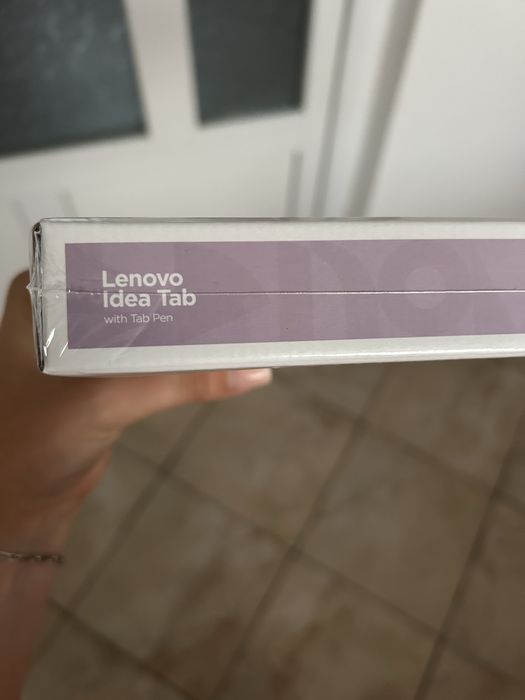 Lenovo
Idea Tab
with Tab Pen